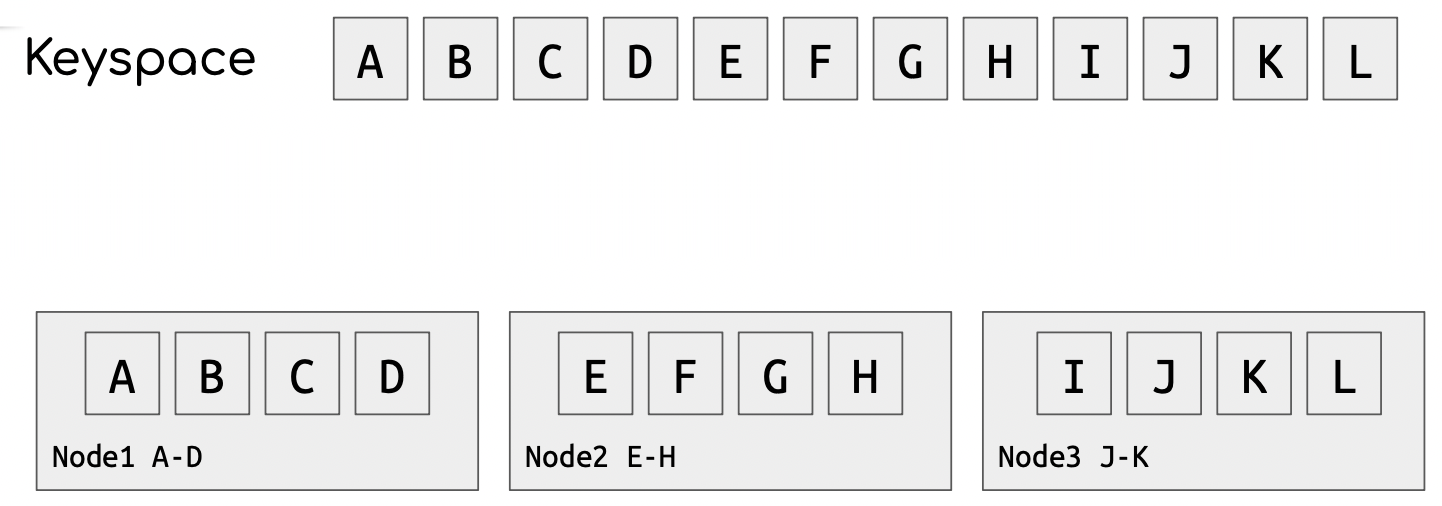 Keyspace A B C D E F G H I J K L
A B C D
Node1 A-D
E F G H
Node2 E-H
I J K L
Node3 J-K